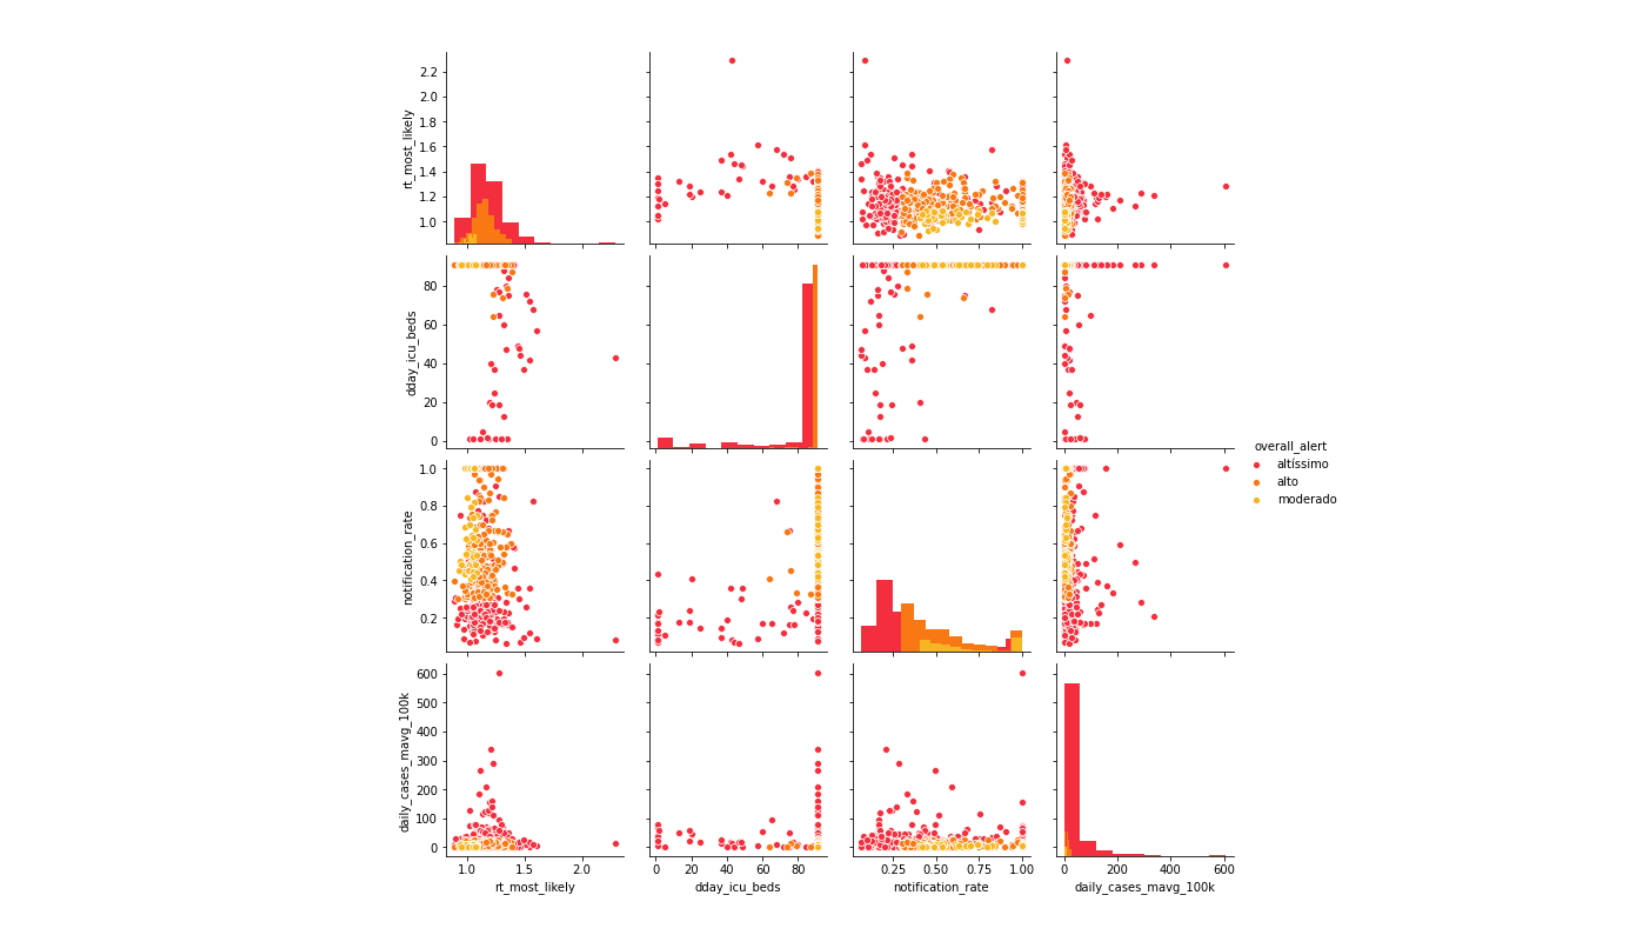 rt_most_likely
2.2
2.0
1.8
1.6
1.4
1.2
1.0
dday_icu_beds
80
60
40
20
0
notification_rate
1.0
0.8
0.6
0.4
0.2
daily_cases_mavg_100k
600
500
400
300
200
100
0
1.0 1.5 2.0
rt_most_likely
0 20 40 60 80
dday_icu_beds
0.25 0.50 0.75 1.00
notification_rate
0 200 400 600
daily_cases_mavg_100k
overall_alert
altíssimo
alto
moderado